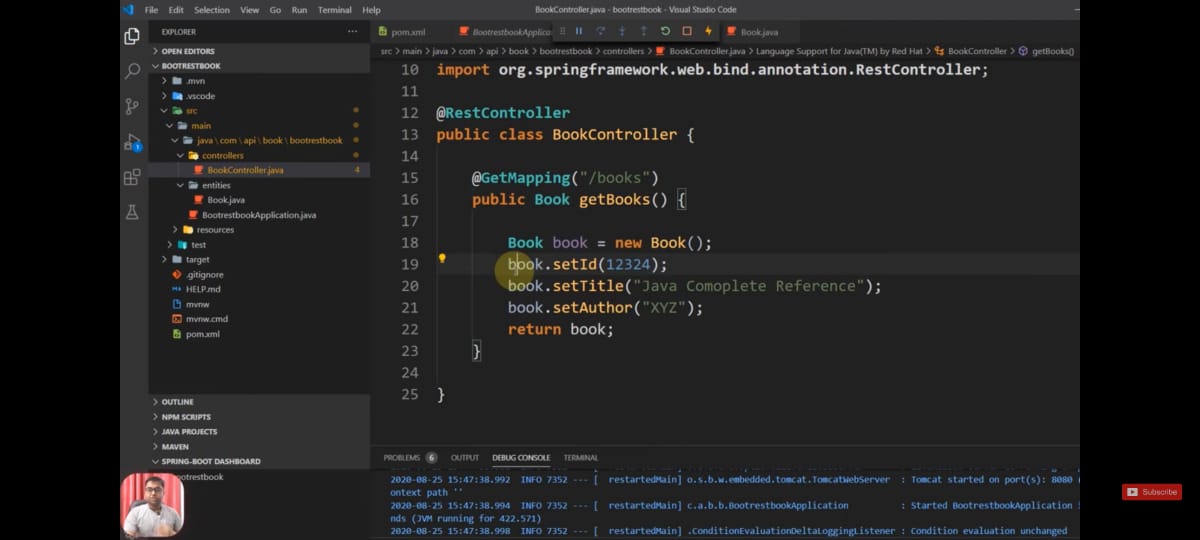 File Edit Selection View Go Run Terminal Help
BookController.java - bootrestbook - Visual Studio Code
EXPLORER
pom.xml
BootrestbookApplica
Book.java
OPEN EDITORS
src > main > java > com > api > book > bootrestbook > controllers > BookController.java > Language Support for Java(TM) by Red Hat > BookController > getBooks()
BOOTRESTBOOK
.mvn
.vscode
src
main
java \ com \ api \ book \ bootrestbook
controllers
BookController.java 4
entities
Book.java
BootrestbookApplication.java
resources
test
target
.gitignore
HELP.md
mvnw
mvnw.cmd
pom.xml
OUTLINE
NPM SCRIPTS
JAVA PROJECTS
MAVEN
SPRING-BOOT DASHBOARD
ootrestbook
1
10 import org.springframework.web.bind.annotation.RestController;
11
12 @RestController
13 public class BookController {
14
15 @GetMapping("/books")
16 public Book getBooks() {
17
18 Book book = new Book();
19 book.setId(12324);
20 book.setTitle("Java Comoplete Reference");
21 book.setAuthor("XYZ");
22 return book;
23 }
24
25 }
PROBLEMS 6 OUTPUT DEBUG CONSOLE TERMINAL
2020-08-25 15:47:38.992 INFO 7352 --- [ restartedMain] o.s.b.w.embedded.tomcat.TomcatWebServer : Tomcat started on port(s): 8080
ontext path ''
2020-08-25 15:47:38.994 INFO 7352 --- [ restartedMain] c.a.b.b.BootrestbookApplication : Started BootrestbookApplication
nds (JVM running for 422.571)
2020-08-25 15:47:38.998 INFO 7352 --- [ restartedMain] .ConditionEvaluationDeltaLoggingListener : Condition evaluation unchanged
Subscribe